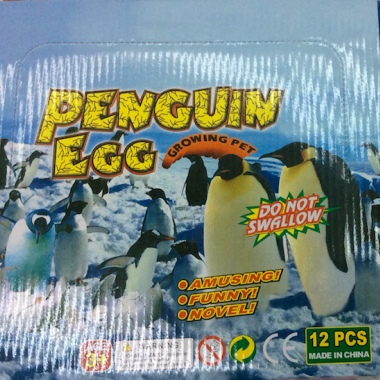 PENGUIN
EGG
GROWING PET
DO NOT
SWALLOW
AMUSING!
FUNNY!
NOVEL!
12 PCS
MADE IN CHINA